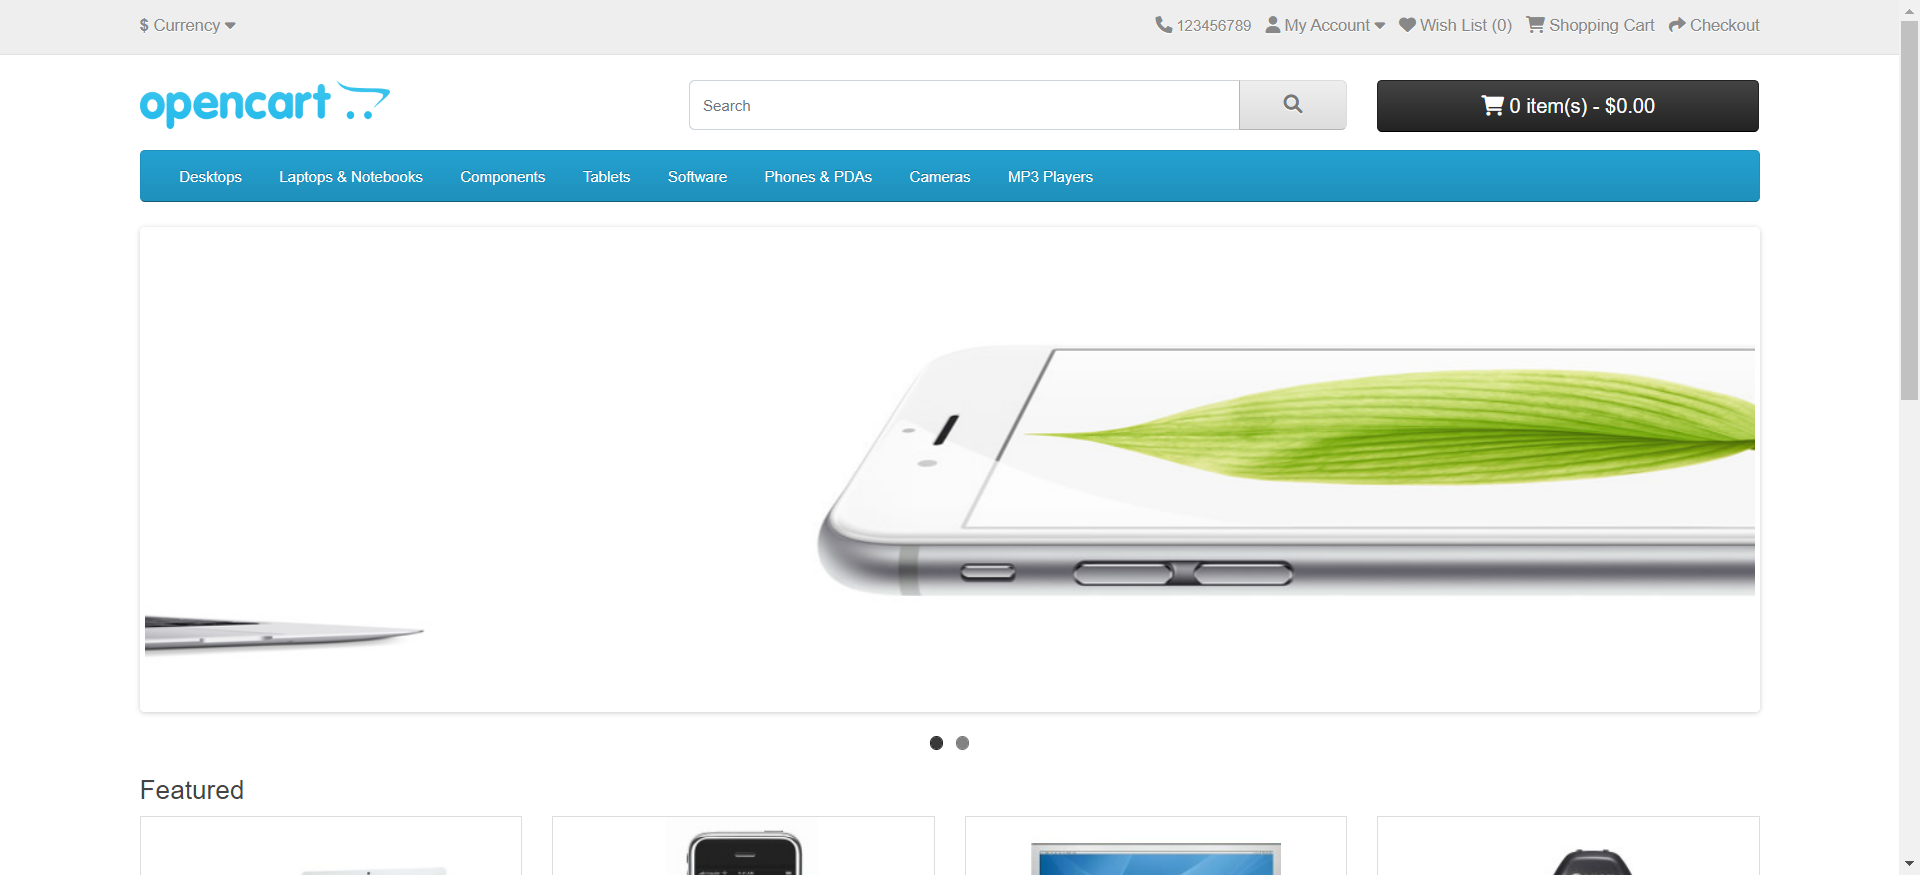 $ Currency
123456789 My Account Wish List (0) Shopping Cart Checkout
opencart
Search
0 item(s) - $0.00
Desktops Laptops & Notebooks Components Tablets Software Phones & PDAs Cameras MP3 Players
Featured